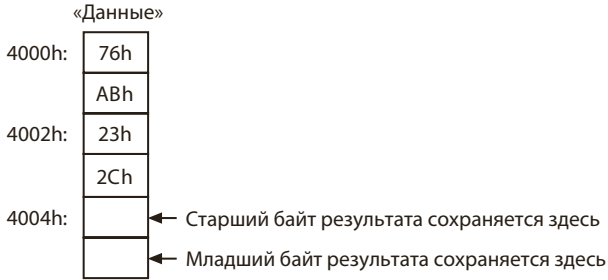 «Данные»
4000h: 76h
ABh
4002h: 23h
2Ch
4004h: Старший байт результата сохраняется здесь
Младший байт результата сохраняется здесь